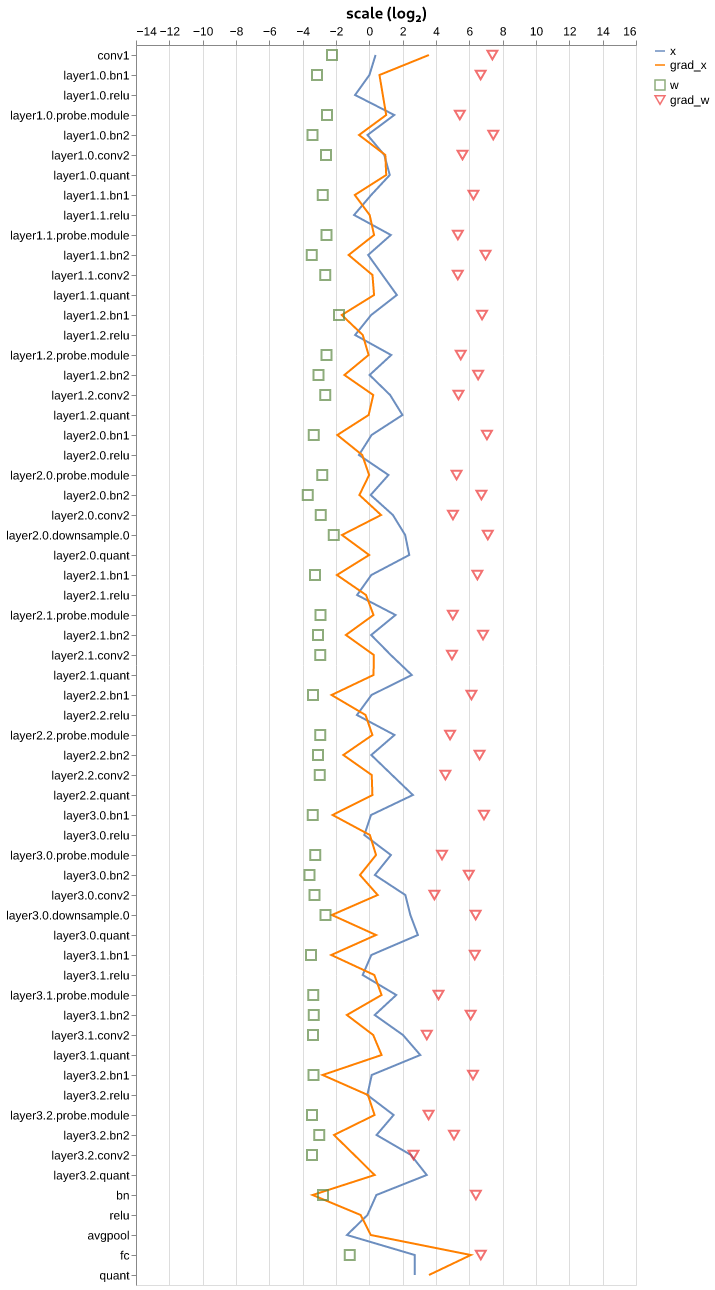 scale (log₂)
−14 −12 −10 −8 −6 −4 −2 0 2 4 6 8 10 12 14 16
x
grad_x
w
grad_w
conv1
layer1.0.bn1
layer1.0.relu
layer1.0.probe.module
layer1.0.bn2
layer1.0.conv2
layer1.0.quant
layer1.1.bn1
layer1.1.relu
layer1.1.probe.module
layer1.1.bn2
layer1.1.conv2
layer1.1.quant
layer1.2.bn1
layer1.2.relu
layer1.2.probe.module
layer1.2.bn2
layer1.2.conv2
layer1.2.quant
layer2.0.bn1
layer2.0.relu
layer2.0.probe.module
layer2.0.bn2
layer2.0.conv2
layer2.0.downsample.0
layer2.0.quant
layer2.1.bn1
layer2.1.relu
layer2.1.probe.module
layer2.1.bn2
layer2.1.conv2
layer2.1.quant
layer2.2.bn1
layer2.2.relu
layer2.2.probe.module
layer2.2.bn2
layer2.2.conv2
layer2.2.quant
layer3.0.bn1
layer3.0.relu
layer3.0.probe.module
layer3.0.bn2
layer3.0.conv2
layer3.0.downsample.0
layer3.0.quant
layer3.1.bn1
layer3.1.relu
layer3.1.probe.module
layer3.1.bn2
layer3.1.conv2
layer3.1.quant
layer3.2.bn1
layer3.2.relu
layer3.2.probe.module
layer3.2.bn2
layer3.2.conv2
layer3.2.quant
bn
relu
avgpool
fc
quant